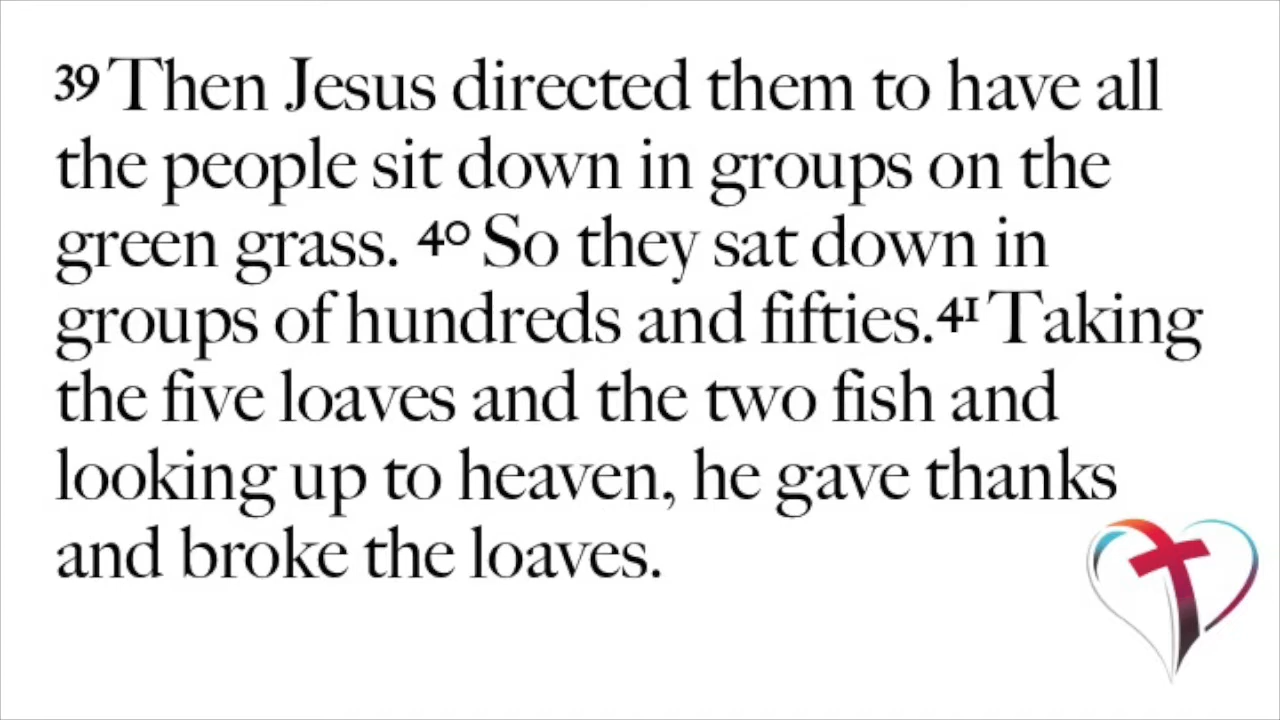 39 Then Jesus directed them to have all
the people sit down in groups on the
green grass. 40 So they sat down in
groups of hundreds and fifties.41 Taking
the five loaves and the two fish and
looking up to heaven, he gave thanks
and broke the loaves.